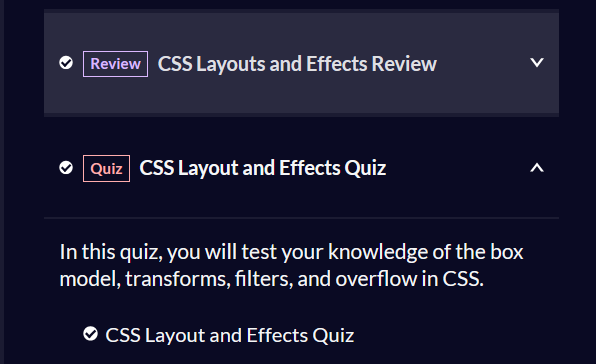 Review CSS Layouts and Effects Review
Quiz CSS Layout and Effects Quiz
In this quiz, you will test your knowledge of the box
model, transforms, filters, and overflow in CSS.
CSS Layout and Effects Quiz